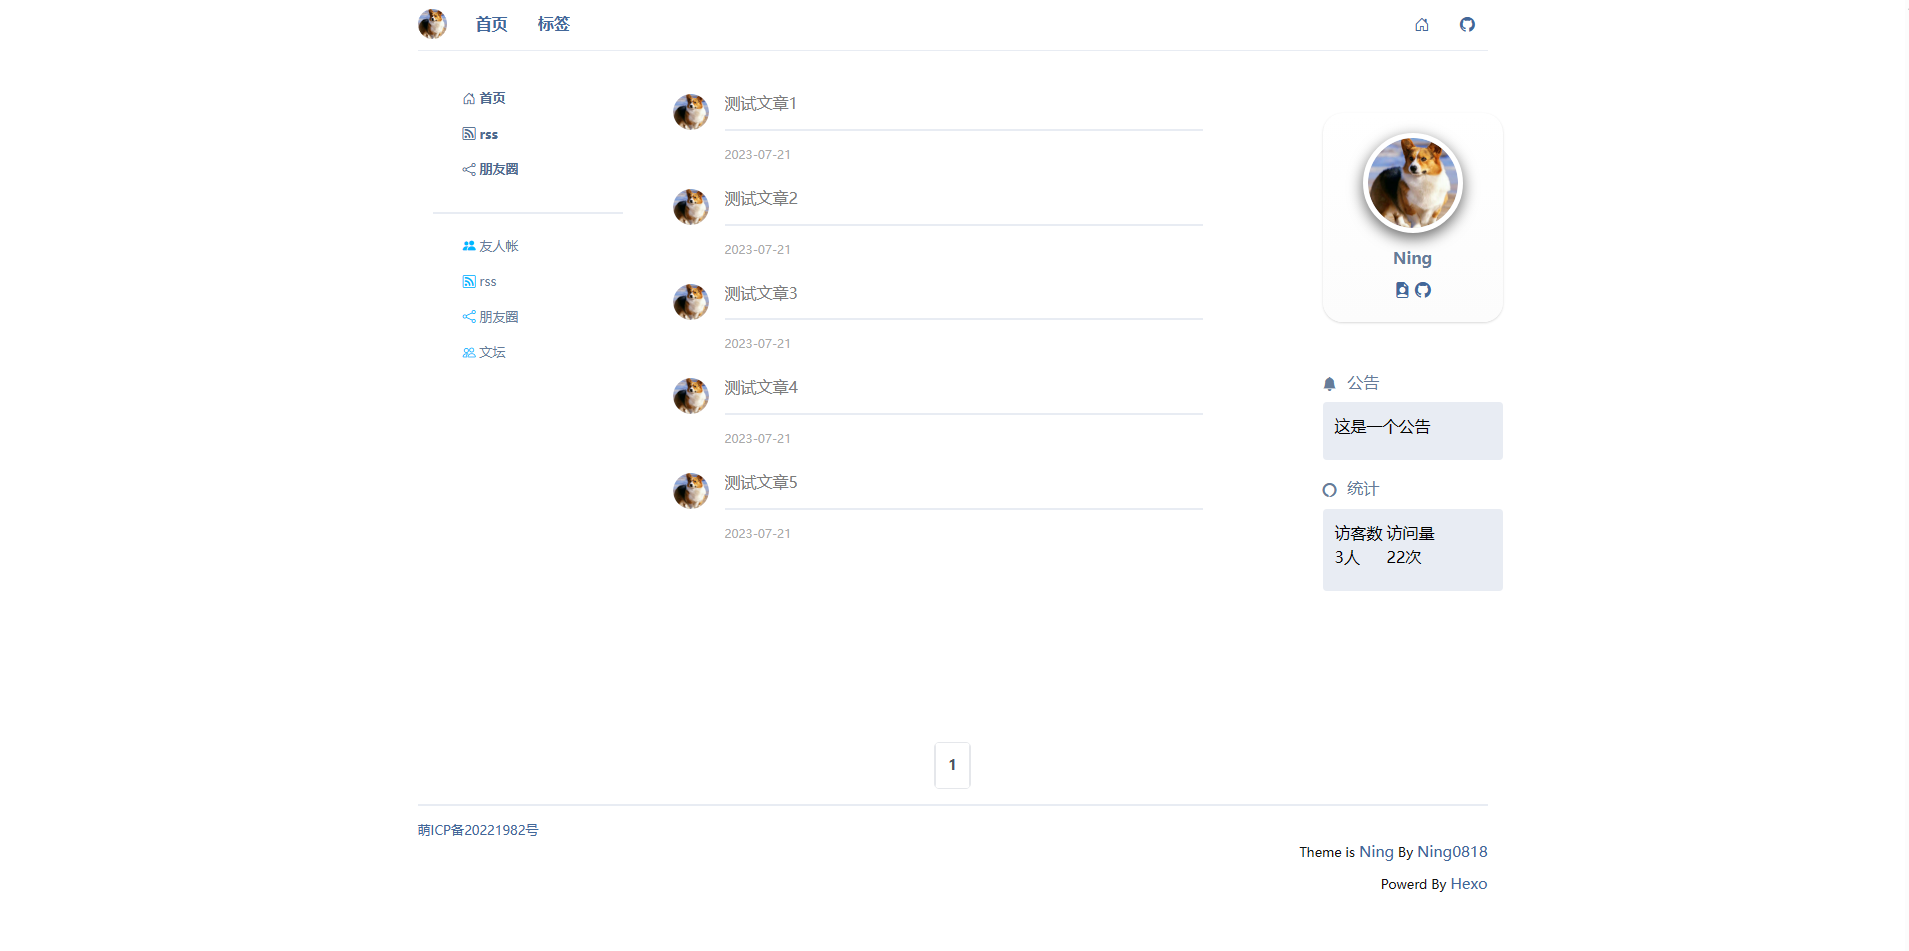 首页 标签
首页
rss
朋友圈
友人帐
rss
朋友圈
文坛
测试文章1
2023-07-21
测试文章2
2023-07-21
测试文章3
2023-07-21
测试文章4
2023-07-21
测试文章5
2023-07-21
Ning
公告
这是一个公告
统计
访客数 访问量
3人 22次
1
萌ICP备20221982号
Theme is Ning By Ning0818
Powerd By Hexo